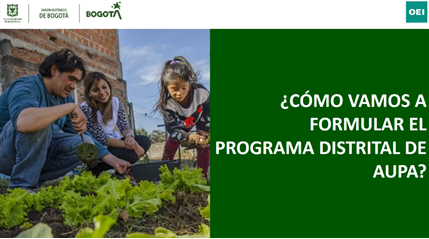 JARDÍN BOTÁNICO
DE BOGOTÁ
BOGOTÁ
OEI
¿CÓMO VAMOS A
FORMULAR EL
PROGRAMA DISTRITAL DE
AUPA?